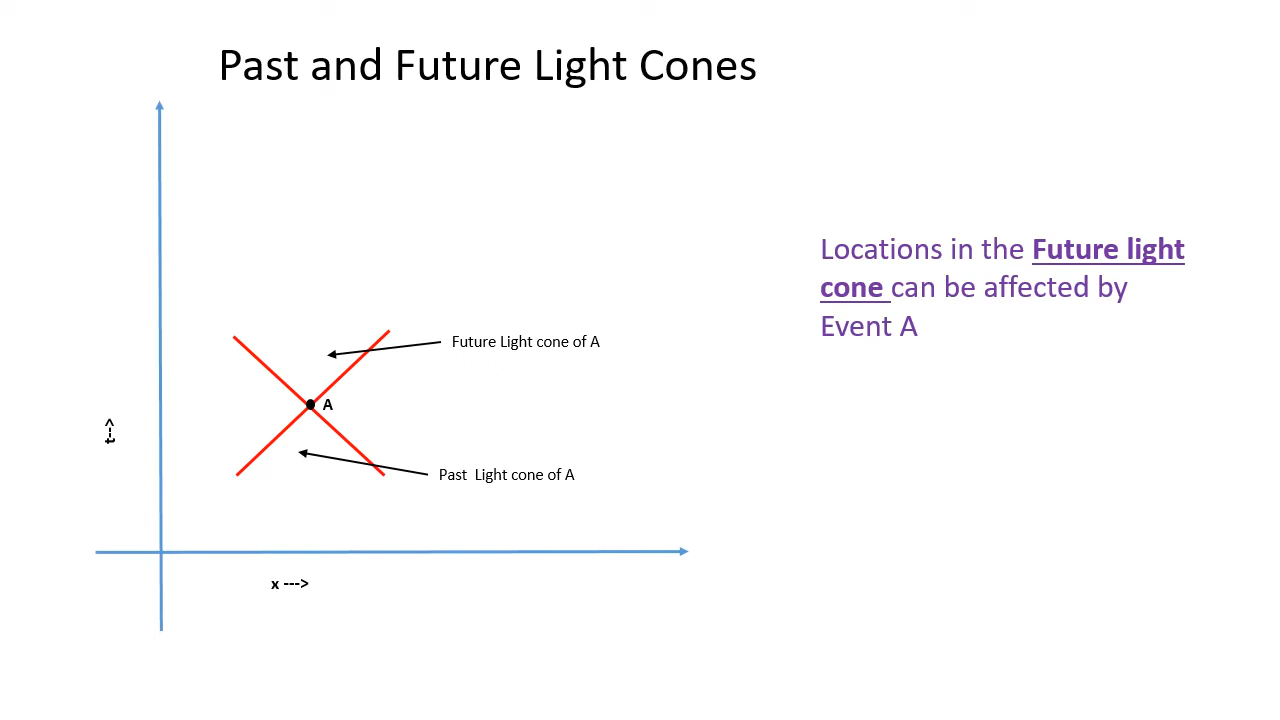 Past and Future Light Cones
Locations in the Future light
cone can be affected by
Event A
Future Light cone of A
A
t--->
Past  Light cone of A
x --->